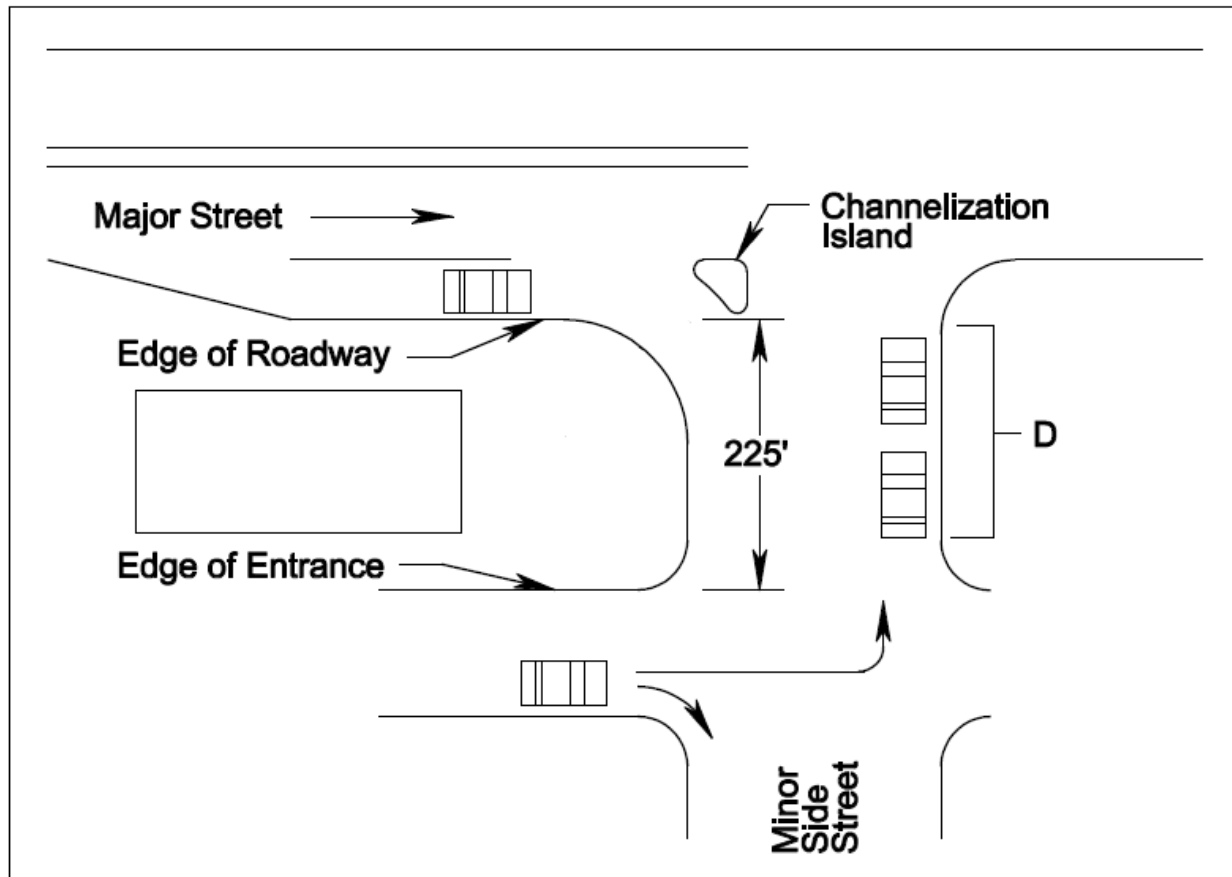 Major Street
Channelization
Island
Edge of Roadway
225'
D
Edge of Entrance
Minor
Side
Street